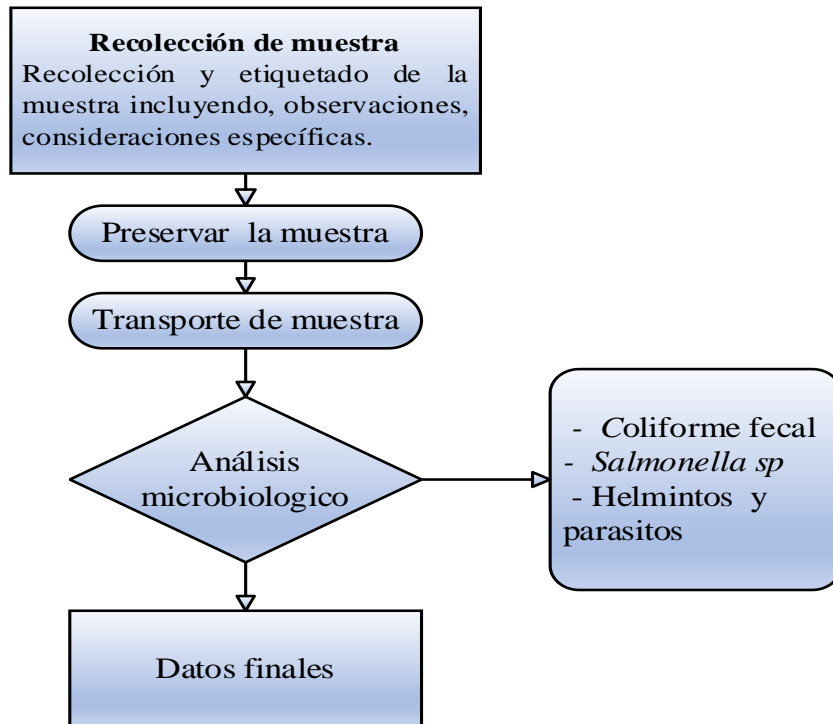 Recolección de muestra
Recolección y etiquetado de la
muestra incluyendo, observaciones,
consideraciones específicas.
Preservar la muestra
Transporte de muestra
Análisis
microbiologico
- Coliforme fecal
- Salmonella sp
- Helmintos y
parasitos
Datos finales